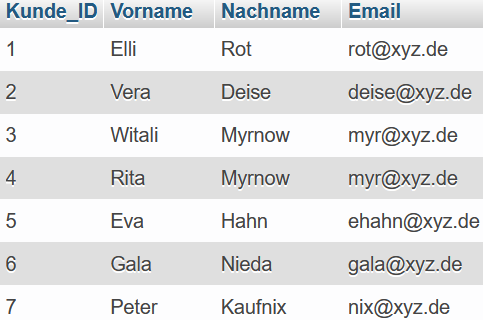 Kunde_ID Vorname Nachname Email
1 Elli Rot rot@xyz.de
2 Vera Deise deise@xyz.de
3 Witali Myrnow myr@xyz.de
4 Rita Myrnow myr@xyz.de
5 Eva Hahn ehahn@xyz.de
6 Gala Nieda gala@xyz.de
7 Peter Kaufnix nix@xyz.de